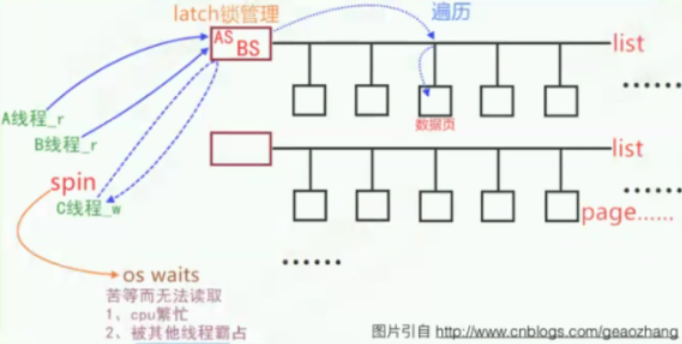 latch锁管理
遍历
AS
BS
list
......
A线程_r
数据页
B线程_r
list
spin
......
C线程_w
page......
os waits
......
苦等而无法读取
1、cpu繁忙
2、被其他线程霸占
图片引自 http://www.cnblogs.com/geaozhang